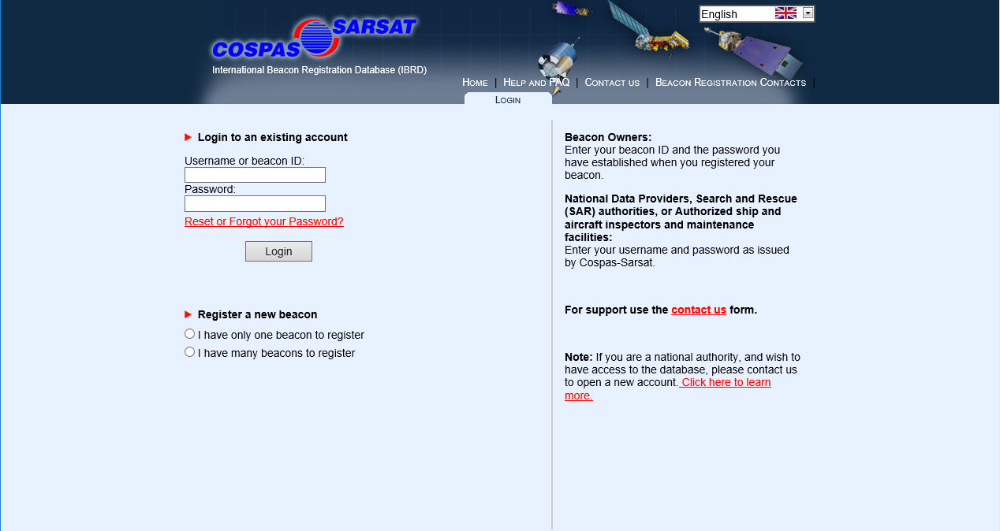 English
COSPAS SARSAT
International Beacon Registration Database (IBRD)
Home | Help and FAQ | Contact us | Beacon Registration Contacts |
Login
Login to an existing account
Username or beacon ID:
Password:
Reset or Forgot your Password?
Login
Register a new beacon
I have only one beacon to register
I have many beacons to register
Beacon Owners:
Enter your beacon ID and the password you
have established when you registered your
beacon.
National Data Providers, Search and Rescue
(SAR) authorities, or Authorized ship and
aircraft inspectors and maintenance
facilities:
Enter your username and password as issued
by Cospas-Sarsat.
For support use the contact us form.
Note: If you are a national authority, and wish to
have access to the database, please contact us
to open a new account. Click here to learn
more.